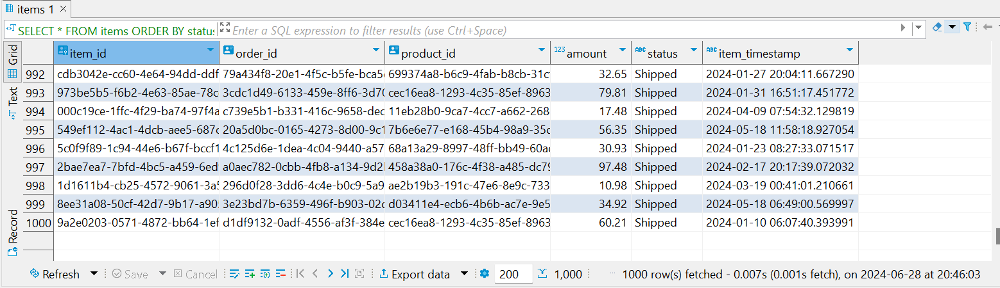 items 1
SELECT * FROM items ORDER BY status Enter a SQL expression to filter results (use Ctrl+Space)
Grid
Text
Record
item_id order_id product_id 123 amount ABC status ABC item_timestamp
992 cdb3042e-cc60-4e64-94dd-ddf 79a434f8-20e1-4f5c-b5fe-bca5 699374a8-b6c9-4fab-b8cb-31c 32.65 Shipped 2024-01-27 20:04:11.667290
993 973be5b5-f6b2-4e63-85ae-78c 3cdc1d49-6133-459e-8ff6-3d70 cec16ea8-1293-4c35-85ef-8963 79.81 Shipped 2024-01-31 16:51:17.451772
994 000c19ce-1ffc-4f29-ba74-97f4a c739e5b1-b331-416c-9658-dec 11eb28b0-9ca7-4cc7-a662-268 17.48 Shipped 2024-04-09 07:54:32.129819
995 549ef112-4ac1-4dcb-aee5-687c 20a5d0bc-0165-4273-8d00-9c1 7b6e6e77-e168-45b4-98a9-35c 56.35 Shipped 2024-05-18 11:58:18.927054
996 5c0f9f89-1c94-44e6-b67f-bccf1 4c125d6e-1dea-4c04-9440-a57 68a13a29-8997-48ff-bb49-60a 30.93 Shipped 2024-01-23 08:27:33.071517
997 2bae7ea7-7bfd-4bc5-a459-6ed a0aec782-0cbb-4fb8-a134-9d2 458a38a0-176c-4f38-a485-dc79 97.48 Shipped 2024-02-17 20:17:39.072032
998 1d1611b4-cb25-4572-9061-3a5 296d0f28-3dd6-4c4e-b0c9-5a9 ae2b19b3-191c-47e6-8e9c-733 10.98 Shipped 2024-03-19 00:41:01.210661
999 8ee31a08-50cf-42d7-9b17-a90 3e23bd7b-6359-496f-b903-02c d03411e4-ecb6-4b6b-ac7e-9e5 34.92 Shipped 2024-05-18 06:49:00.569997
1000 9a2e0203-0571-4872-bb64-1ef d1df9132-0adf-4556-af3f-384e cec16ea8-1293-4c35-85ef-8963 60.21 Shipped 2024-01-10 06:07:40.393991
Refresh Save Cancel Export data 200 1,000 1000 row(s) fetched - 0.007s (0.001s fetch), on 2024-06-28 at 20:46:03